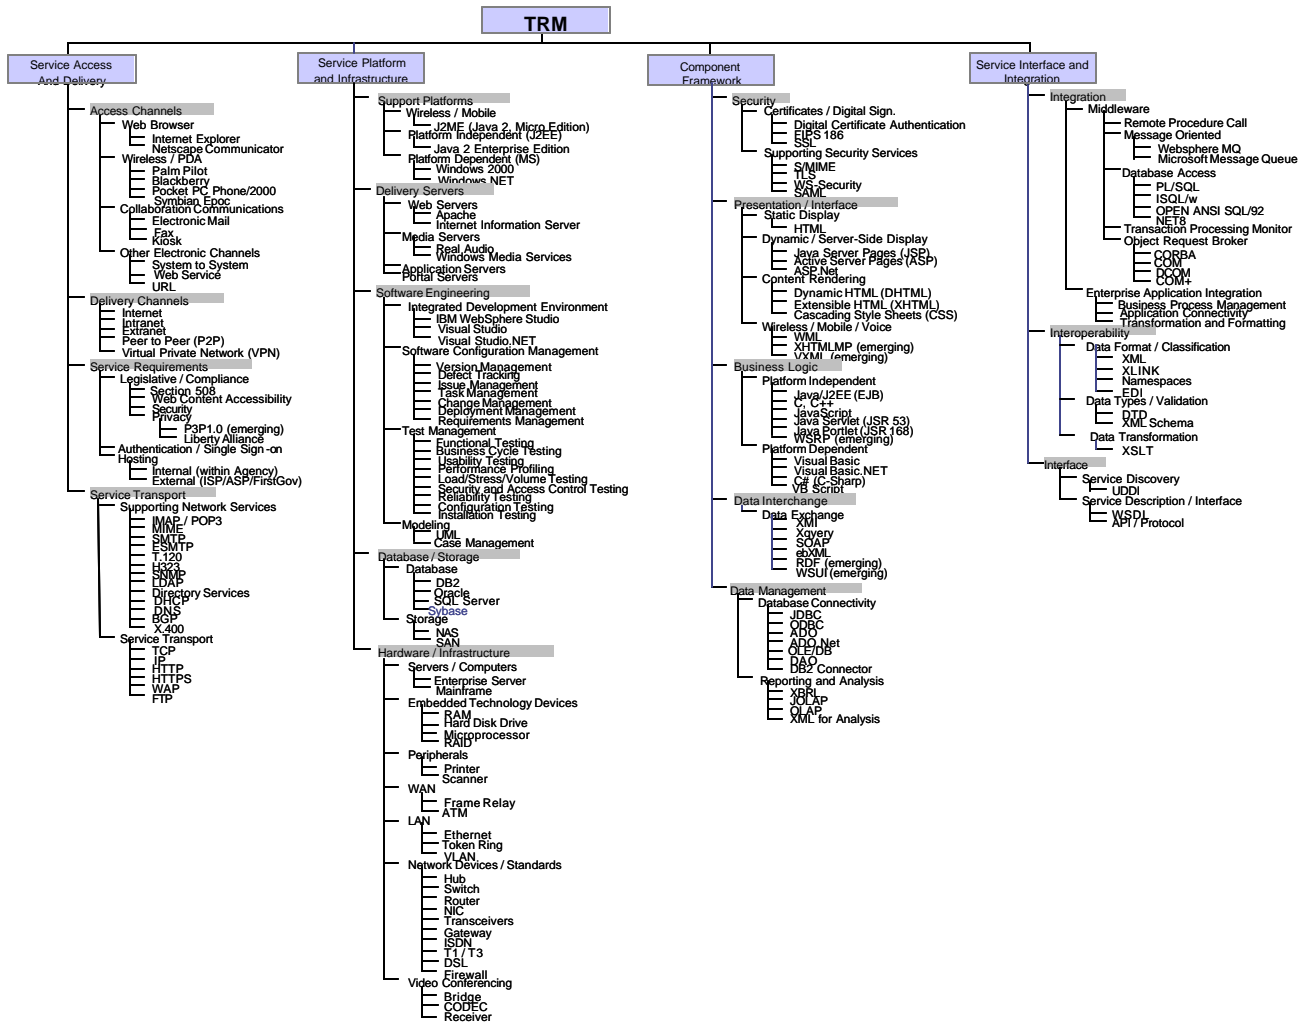 TRM
Service Access
And Delivery
Access Channels
Web Browser
Internet Explorer
Netscape Communicator
Wireless / PDA
Palm Pilot
Blackberry
Pocket PC Phone/2000
Symbian Epoc
Collaboration Communications
Electronic Mail
Fax
Kiosk
Other Electronic Channels
System to System
Web Service
URL
Delivery Channels
Internet
Intranet
Extranet
Peer to Peer (P2P)
Virtual Private Network (VPN)
Service Requirements
Legislative / Compliance
Section 508
Web Content Accessibility
Security
Privacy
P3P1.0 (emerging)
Liberty Alliance
Authentication / Single Sign -on
Hosting
Internal (within Agency)
External (ISP/ASP/FirstGov)
Service Transport
Supporting Network Services
IMAP / POP3
MIME
SMTP
ESMTP
T.120
H323
SNMP
LDAP
Directory Services
DHCP
DNS
BGP
X.400
Service Transport
TCP
IP
HTTP
HTTPS
WAP
FTP
Service Platform
and Infrastructure
Support Platforms
Wireless / Mobile
J2ME (Java 2, Micro Edition)
Platform Independent (J2EE)
Java 2 Enterprise Edition
Platform Dependent (MS)
Windows 2000
Windows.NET
Delivery Servers
Web Servers
Apache
Internet Information Server
Media Servers
Real Audio
Windows Media Services
Application Servers
Portal Servers
Software Engineering
Integrated Development Environment
IBM WebSphere Studio
Visual Studio
Visual Studio.NET
Software Configuration Management
Version Management
Defect Tracking
Issue Management
Task Management
Change Management
Deployment Management
Requirements Management
Test Management
Functional Testing
Business Cycle Testing
Usability Testing
Performance Profiling
Load/Stress/Volume Testing
Security and Access Control Testing
Reliability Testing
Configuration Testing
Installation Testing
Modeling
UML
Case Management
Database / Storage
Database
DB2
Oracle
SQL Server
Sybase
Storage
NAS
SAN
Hardware / Infrastructure
Servers / Computers
Enterprise Server
Mainframe
Embedded Technology Devices
RAM
Hard Disk Drive
Microprocessor
RAID
Peripherals
Printer
Scanner
WAN
Frame Relay
ATM
LAN
Ethernet
Token Ring
VLAN
Network Devices / Standards
Hub
Switch
Router
NIC
Transceivers
Gateway
ISDN
T1 / T3
DSL
Firewall
Video Conferencing
Bridge
CODEC
Receiver
Component
Framework
Security
Certificates / Digital Sign.
Digital Certificate Authentication
FIPS 186
SSL
Supporting Security Services
S/MIME
TLS
WS-Security
SAML
Presentation / Interface
Static Display
HTML
Dynamic / Server-Side Display
Java Server Pages (JSP)
Active Server Pages (ASP)
ASP.Net
Content Rendering
Dynamic HTML (DHTML)
Extensible HTML (XHTML)
Cascading Style Sheets (CSS)
Wireless / Mobile / Voice
WML
XHTMLMP (emerging)
VXML (emerging)
Business Logic
Platform Independent
Java/J2EE (EJB)
C, C++
JavaScript
Java Servlet (JSR 53)
Java Portlet (JSR 168)
WSRP (emerging)
Platform Dependent
Visual Basic
Visual Basic.NET
C# (C-Sharp)
VB Script
Data Interchange
Data Exchange
XMI
Xqyery
SOAP
ebXML
RDF (emerging)
WSUI (emerging)
Data Management
Database Connectivity
JDBC
ODBC
ADO
ADO.Net
OLE/DB
DAO
DB2 Connector
Reporting and Analysis
XBRL
JOLAP
OLAP
XML for Analysis
Service Interface and
Integration
Integration
Middleware
Remote Procedure Call
Message Oriented
Websphere MQ
Microsoft Message Queue
Database Access
PL/SQL
ISQL/w
OPEN ANSI SQL/92
NET8
Transaction Processing Monitor
Object Request Broker
CORBA
COM
DCOM
COM+
Enterprise Application Integration
Business Process Management
Application Connectivity
Transformation and Formatting
Interoperability
Data Format / Classification
XML
XLINK
Namespaces
EDI
Data Types / Validation
DTD
XML Schema
Data Transformation
XSLT
Interface
Service Discovery
UDDI
Service Description / Interface
WSDL
API / Protocol